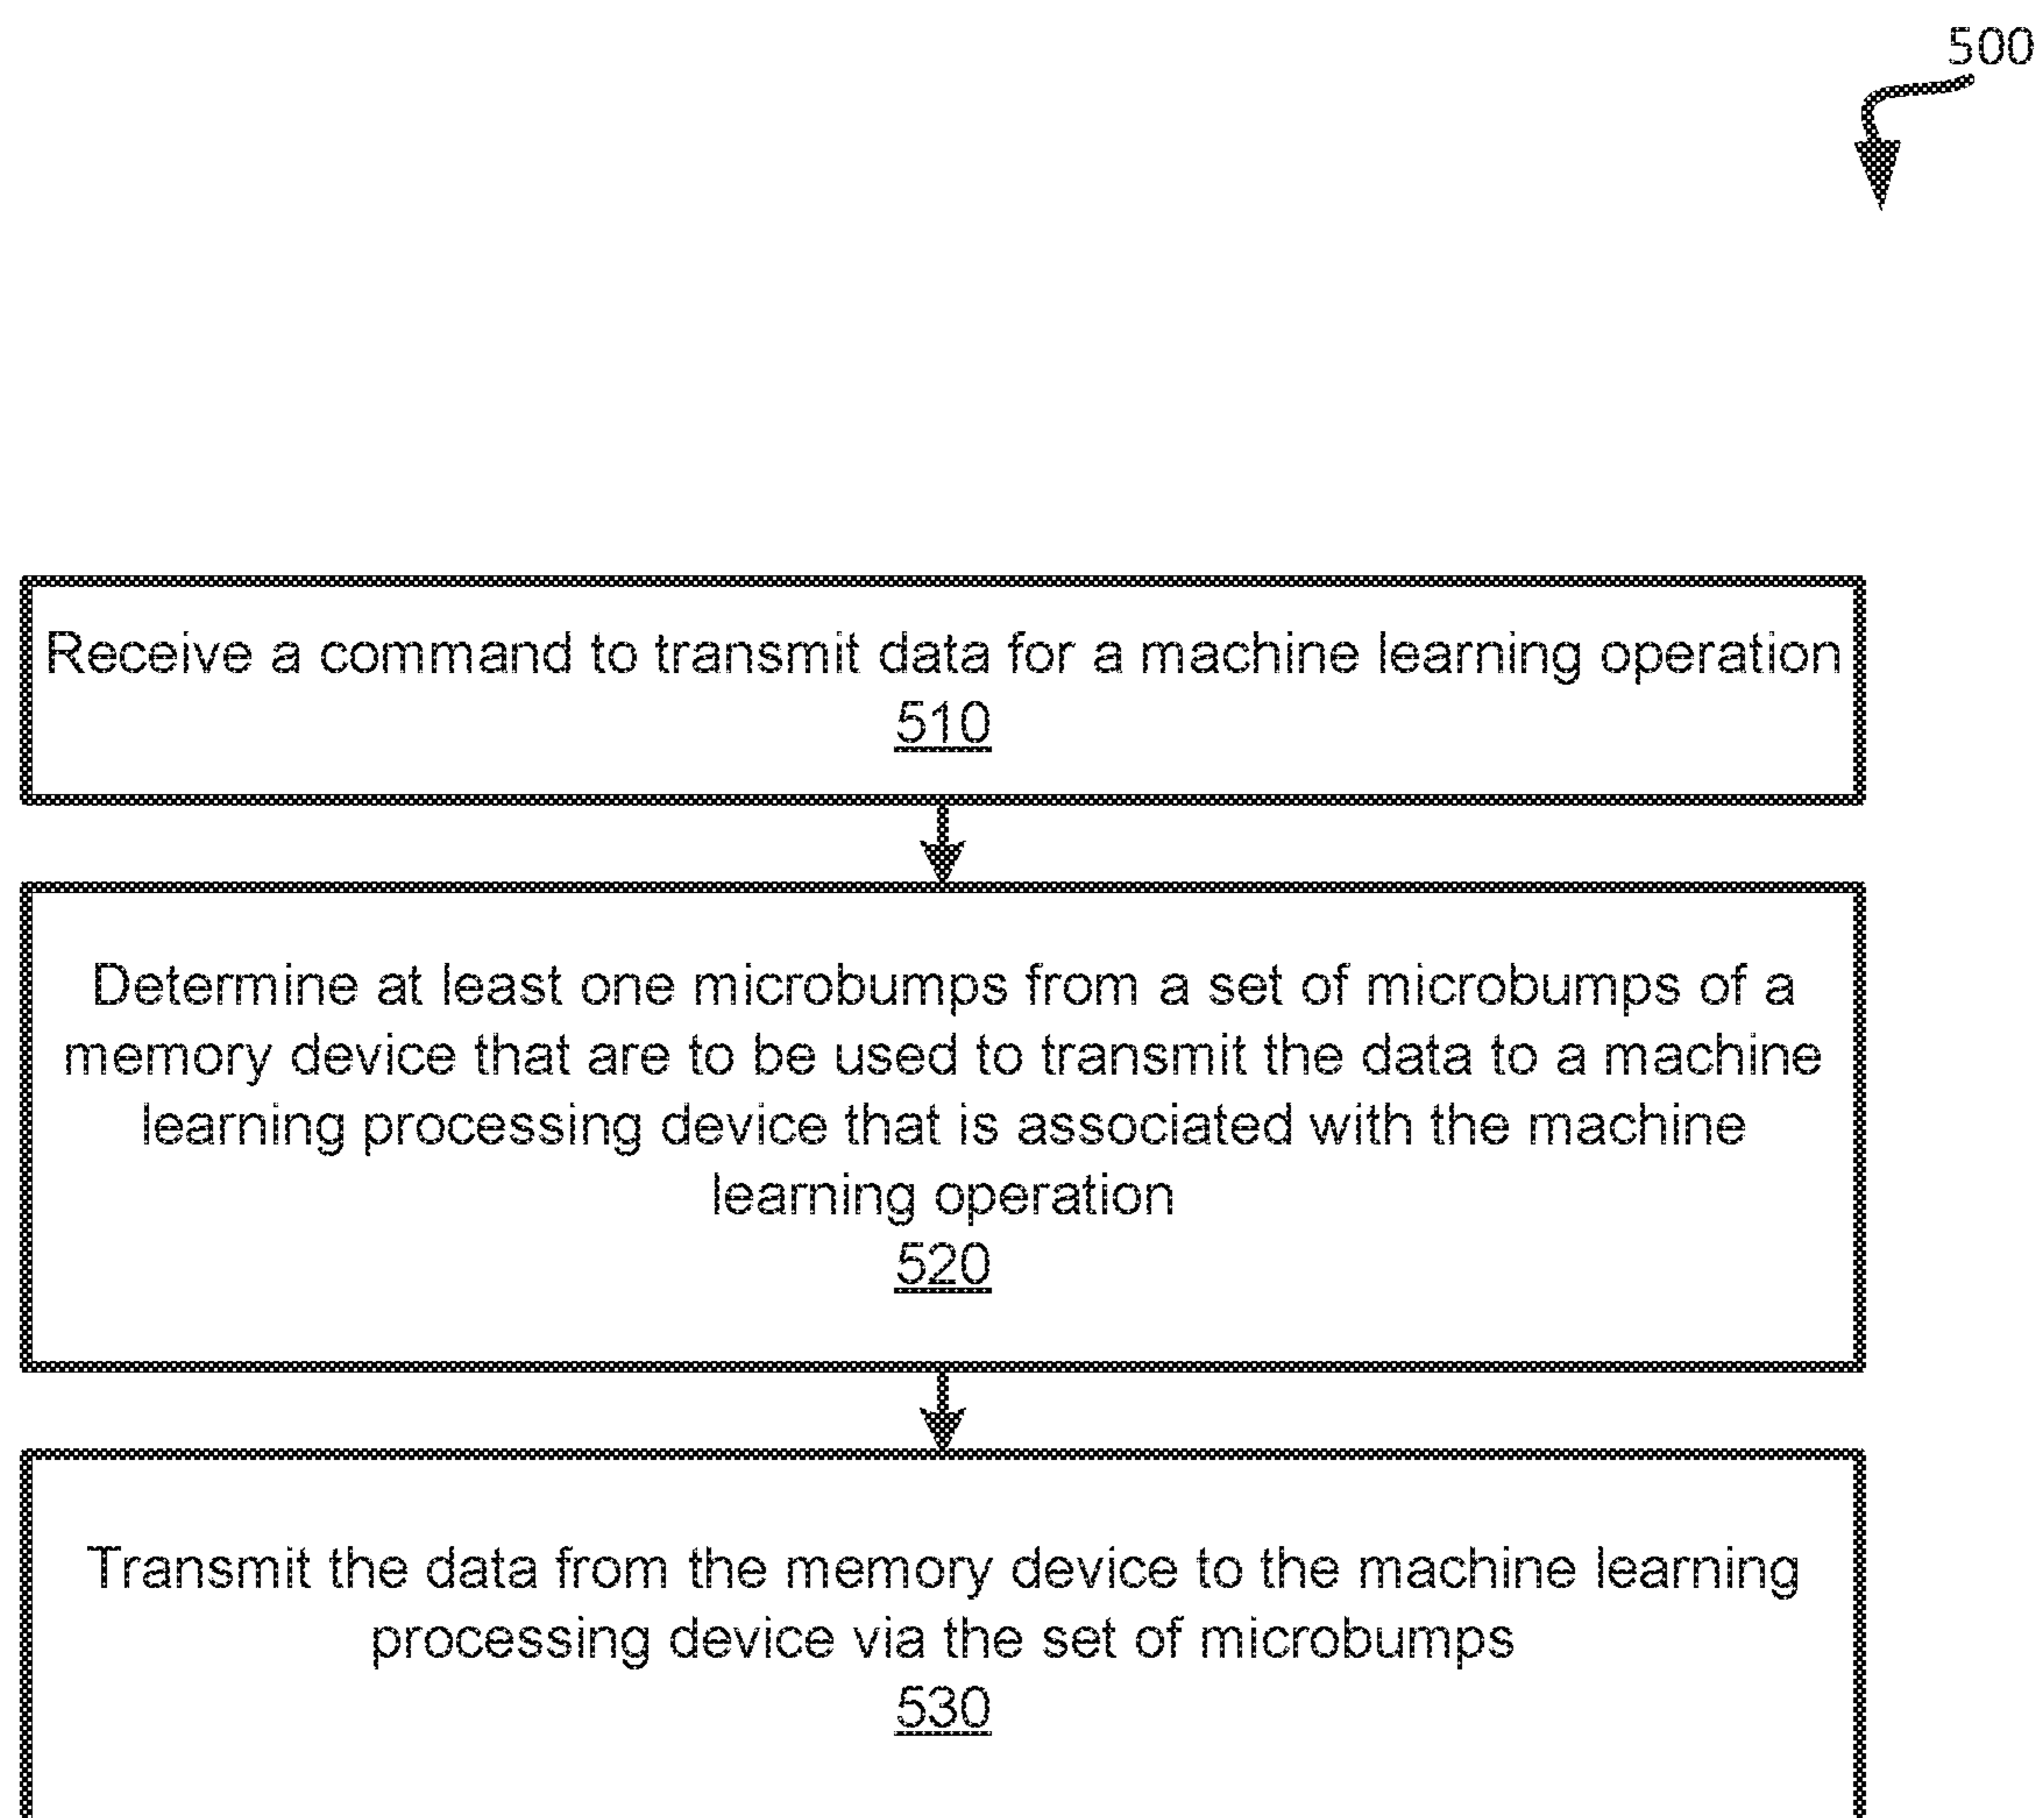 500
Receive a command to transmit data for a machine learning operation
510
Determine at least one microbumps from a set of microbumps of a
memory device that are to be used to transmit the data to a machine
learning processing device that is associated with the machine
learning operation
520
Transmit the data from the memory device to the machine learning
processing device via the set of microbumps
530